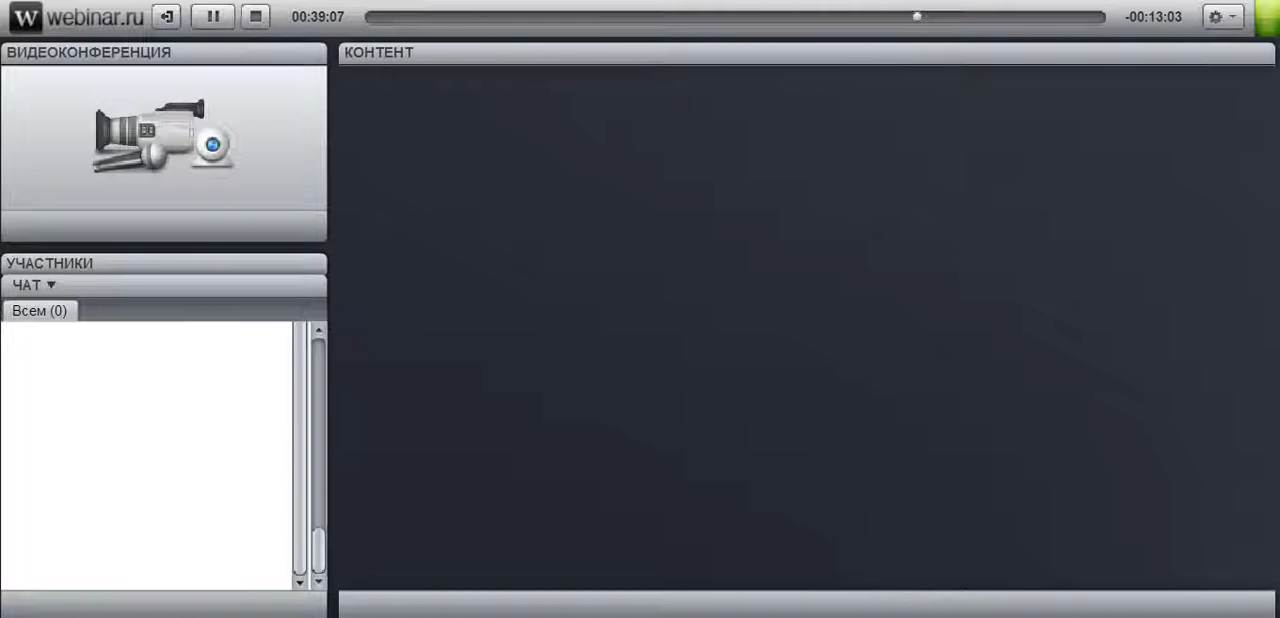 W webinar.ru 00:39:07 -00:13:03
ВИДЕОКОНФЕРЕНЦИЯ
КОНТЕНТ
УЧАСТНИКИ
ЧАТ
Всем (0)